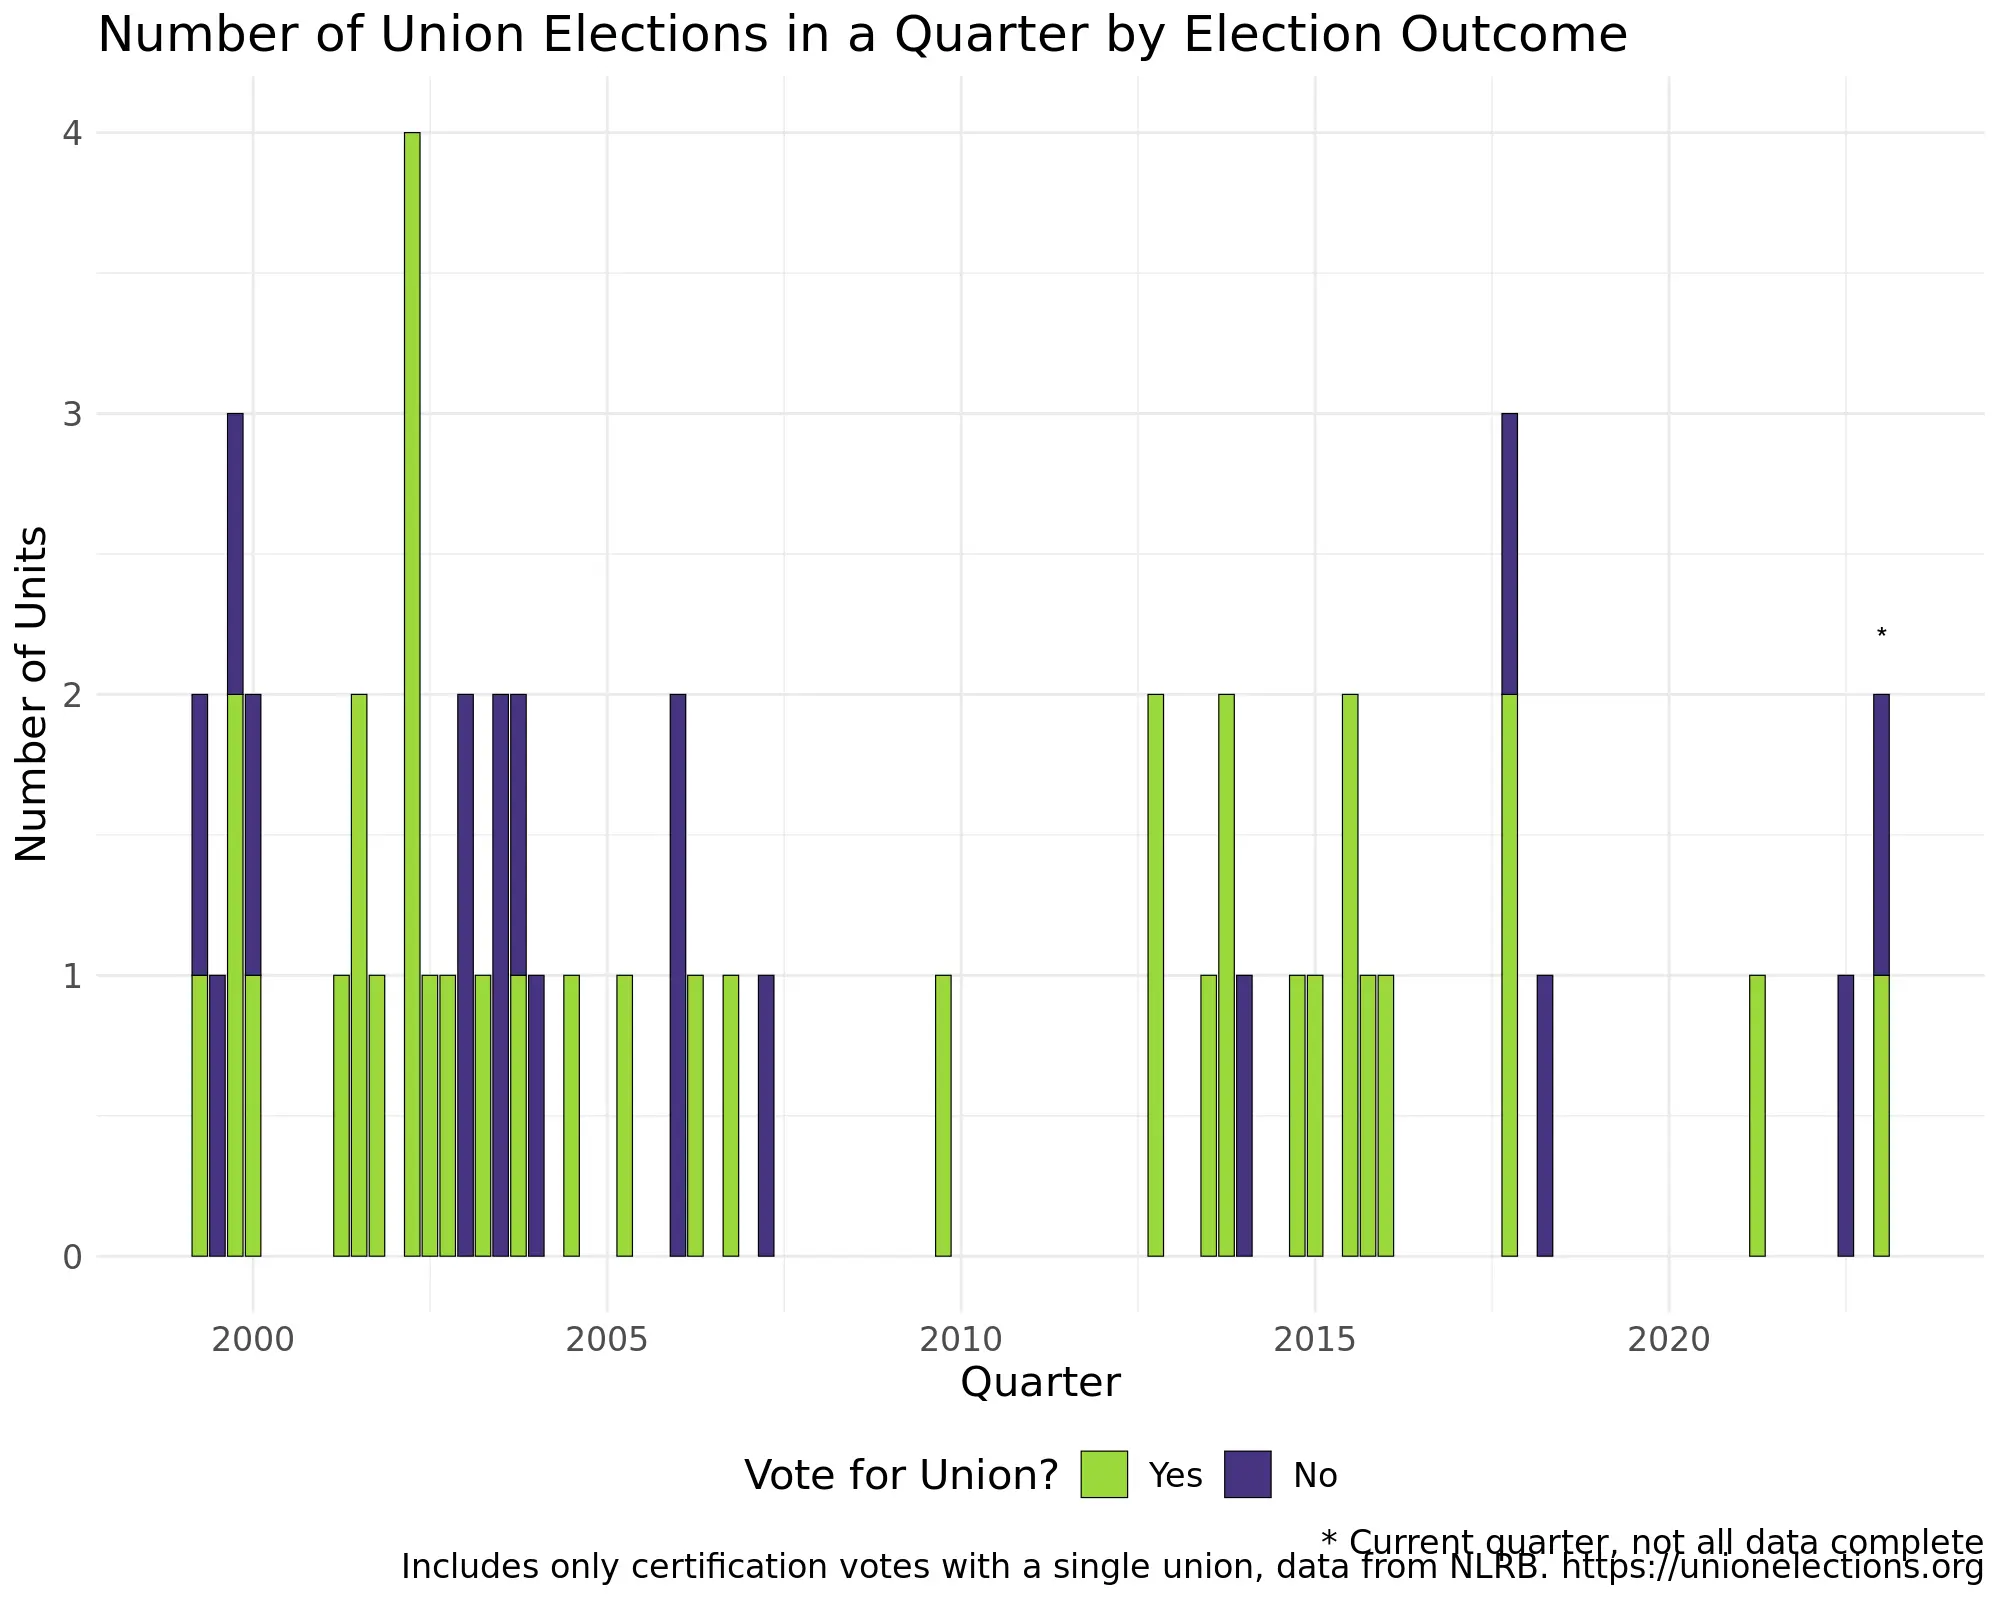 Number of Union Elections in a Quarter by Election Outcome
4
3
2
1
0
Number of Units
*
2000 2005 2010 2015 2020
Quarter
Vote for Union? Yes No
* Current quarter, not all data complete
Includes only certification votes with a single union, data from NLRB. https://unionelections.org